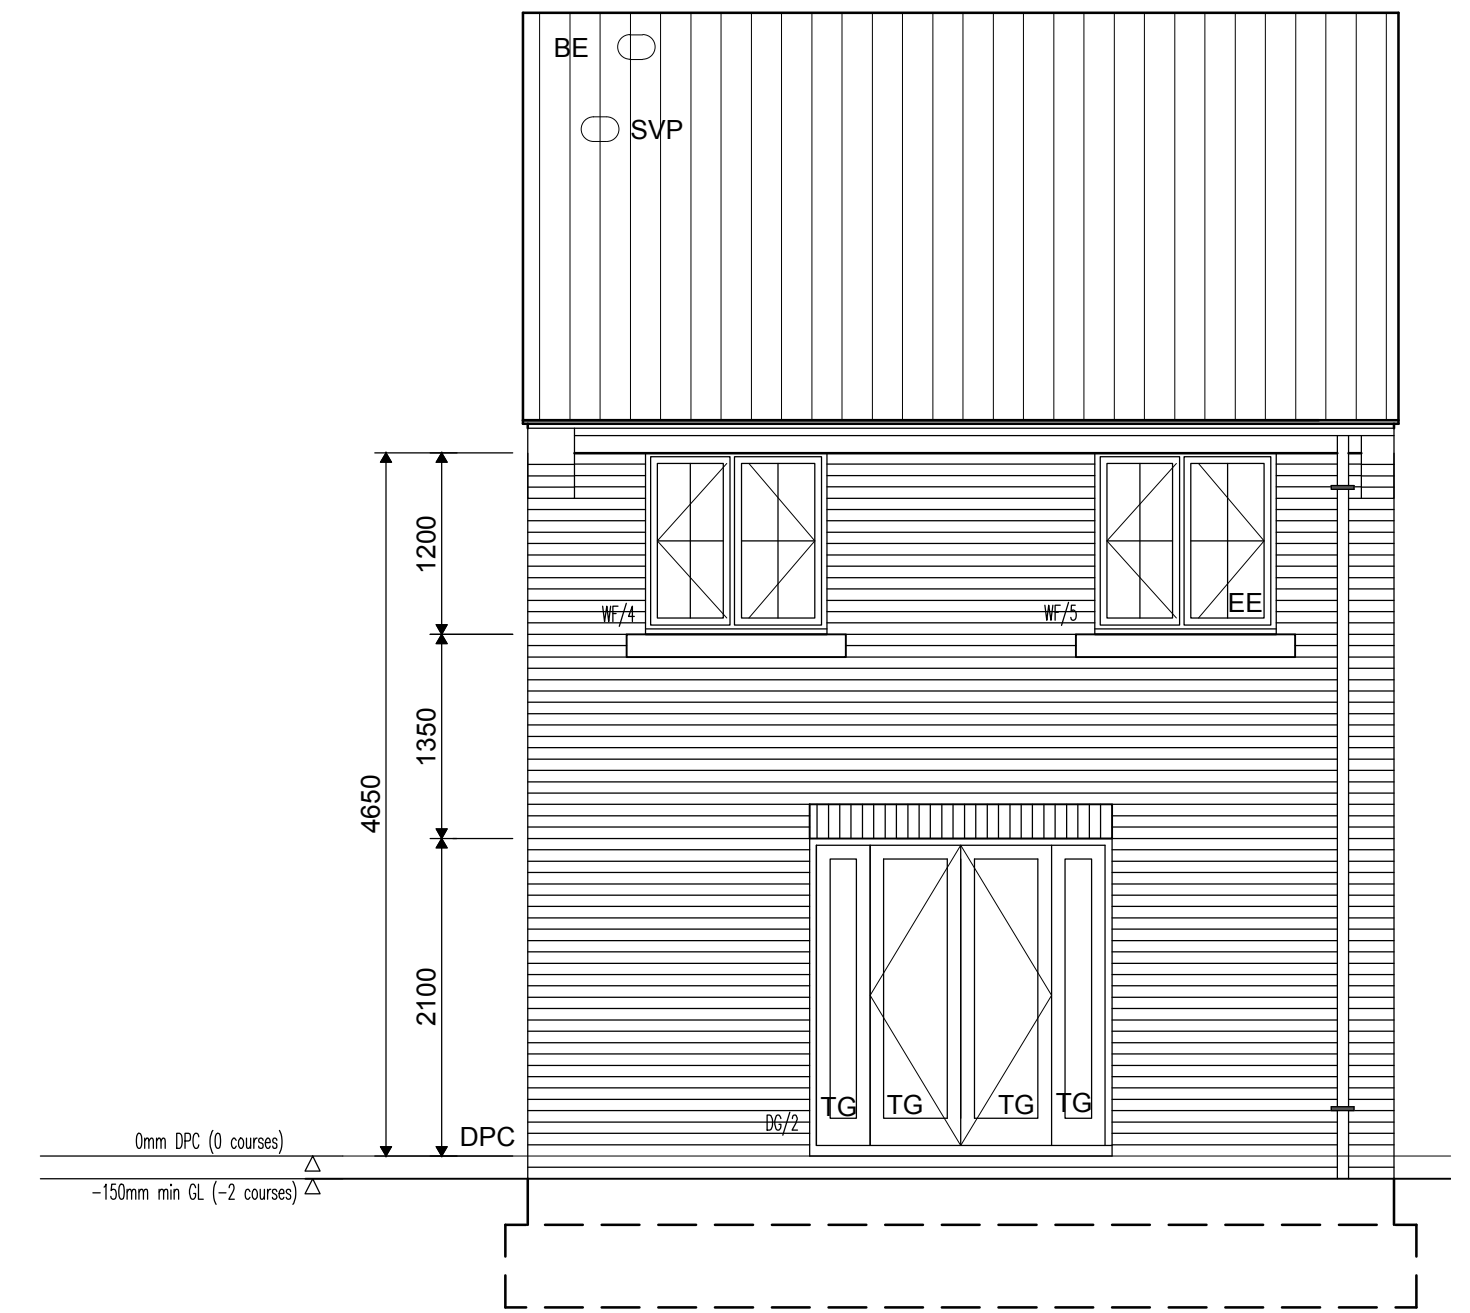 BE
SVP
1200
WF/4
WF/5
EE
1350
4650
2100
TG TG TG TG
DG/2
DPC
0mm DPC (0 courses)
-150mm min GL (-2 courses)